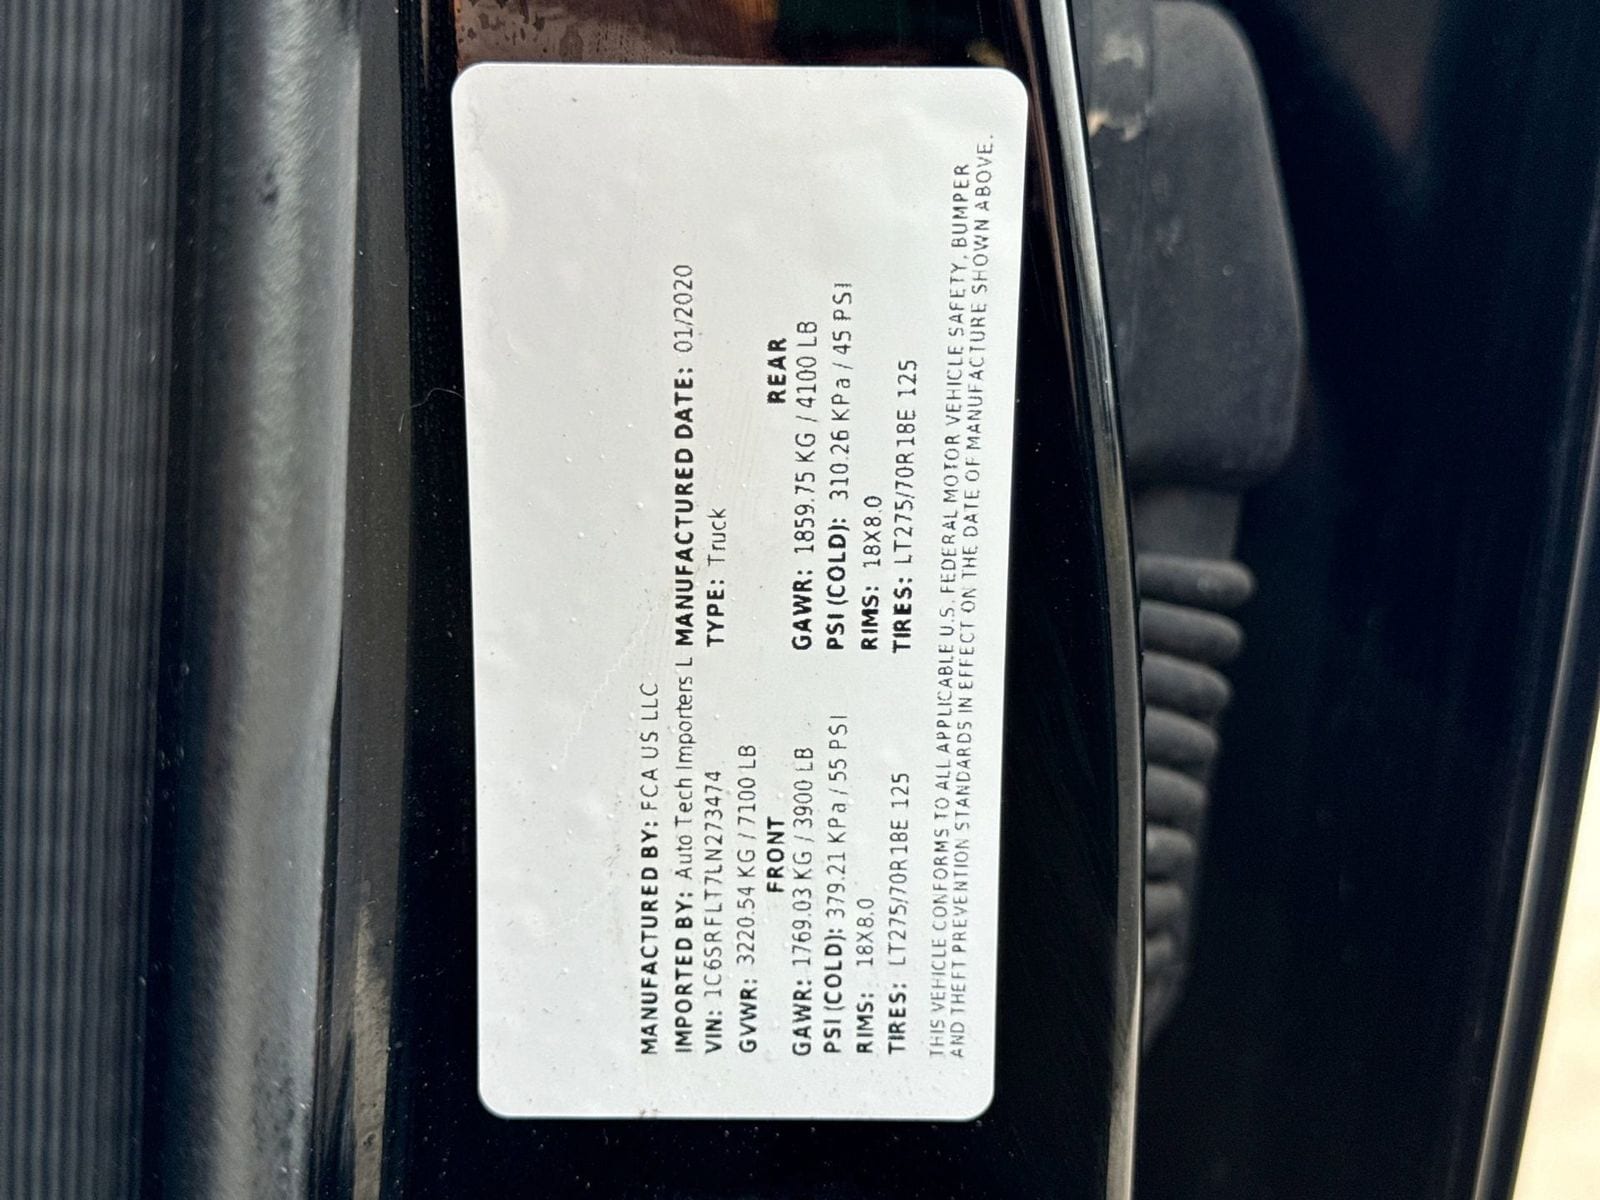 MANUFACTURED BY: FCA US LLC
IMPORTED BY: Auto Tech Importers L MANUFACTURED DATE: 01/2020
VIN: 1C6SRFLT7LN273474 TYPE: Truck
GVWR: 3220.54 KG / 7100 LB
FRONT REAR
GAWR: 1769.03 KG / 3900 LB GAWR: 1859.75 KG / 4100 LB
PSI (COLD): 379.21 KPa / 55 PSI PSI (COLD): 310.26 KPa / 45 PSI
RIMS: 18X8.0 RIMS: 18X8.0
TIRES: LT275/70R18E 125 TIRES: LT275/70R18E 125
THIS VEHICLE CONFORMS TO ALL APPLICABLE U.S. FEDERAL MOTOR VEHICLE SAFETY, BUMPER
AND THEFT PREVENTION STANDARDS IN EFFECT ON THE DATE OF MANUFACTURE SHOWN ABOVE.